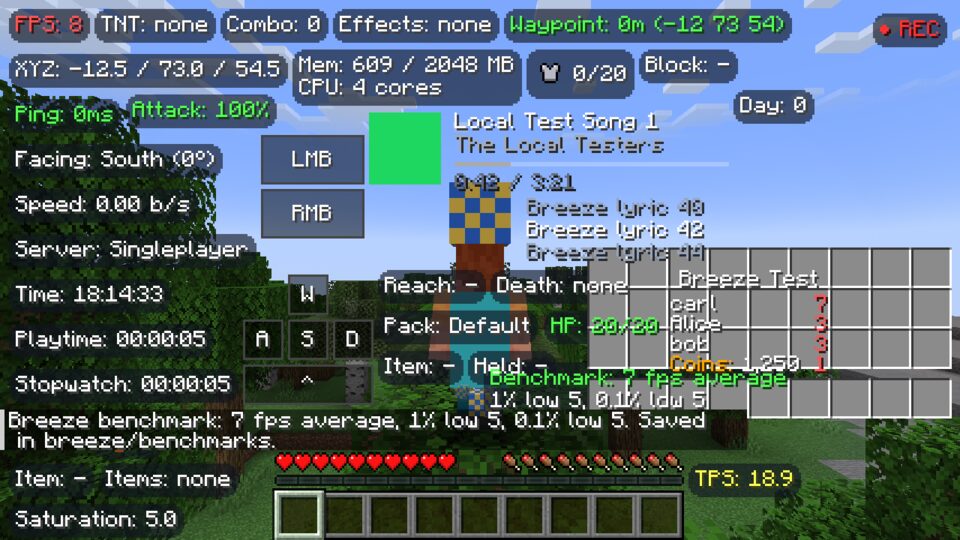 FPS: 8
TNT: none
Combo: 0
Effects: none
Waypoint: 0m (-12 73 54)
REC
XYZ: -12.5 / 73.0 / 54.5
Mem: 609 / 2048 MB
CPU: 4 cores
0/20
Block: -
Day: 0
Ping: 0ms
Attack: 100%
Local Test Song 1
The Local Testers
0:42 / 3:21
LMB
RMB
Facing: South (0°)
Speed: 0.00 b/s
Breeze lyric 40
Breeze lyric 42
Breeze lyric 44
Server: Singleplayer
Time: 18:14:33
W
A
S
D
^
Reach: -
Death: none
Breeze Test
carl 7
Alice 3
bob 3
Coins: 1,250 1
Playtime: 00:00:05
Pack: Default
HP: 20/20
Item: -
Held: -
Stopwatch: 00:00:05
Benchmark: 7 fps average
1% low 5, 0.1% low 5
Breeze benchmark: 7 fps average, 1% low 5, 0.1% low 5. Saved
in breeze/benchmarks.
Item: -
Items: none
TPS: 18.9
Saturation: 5.0